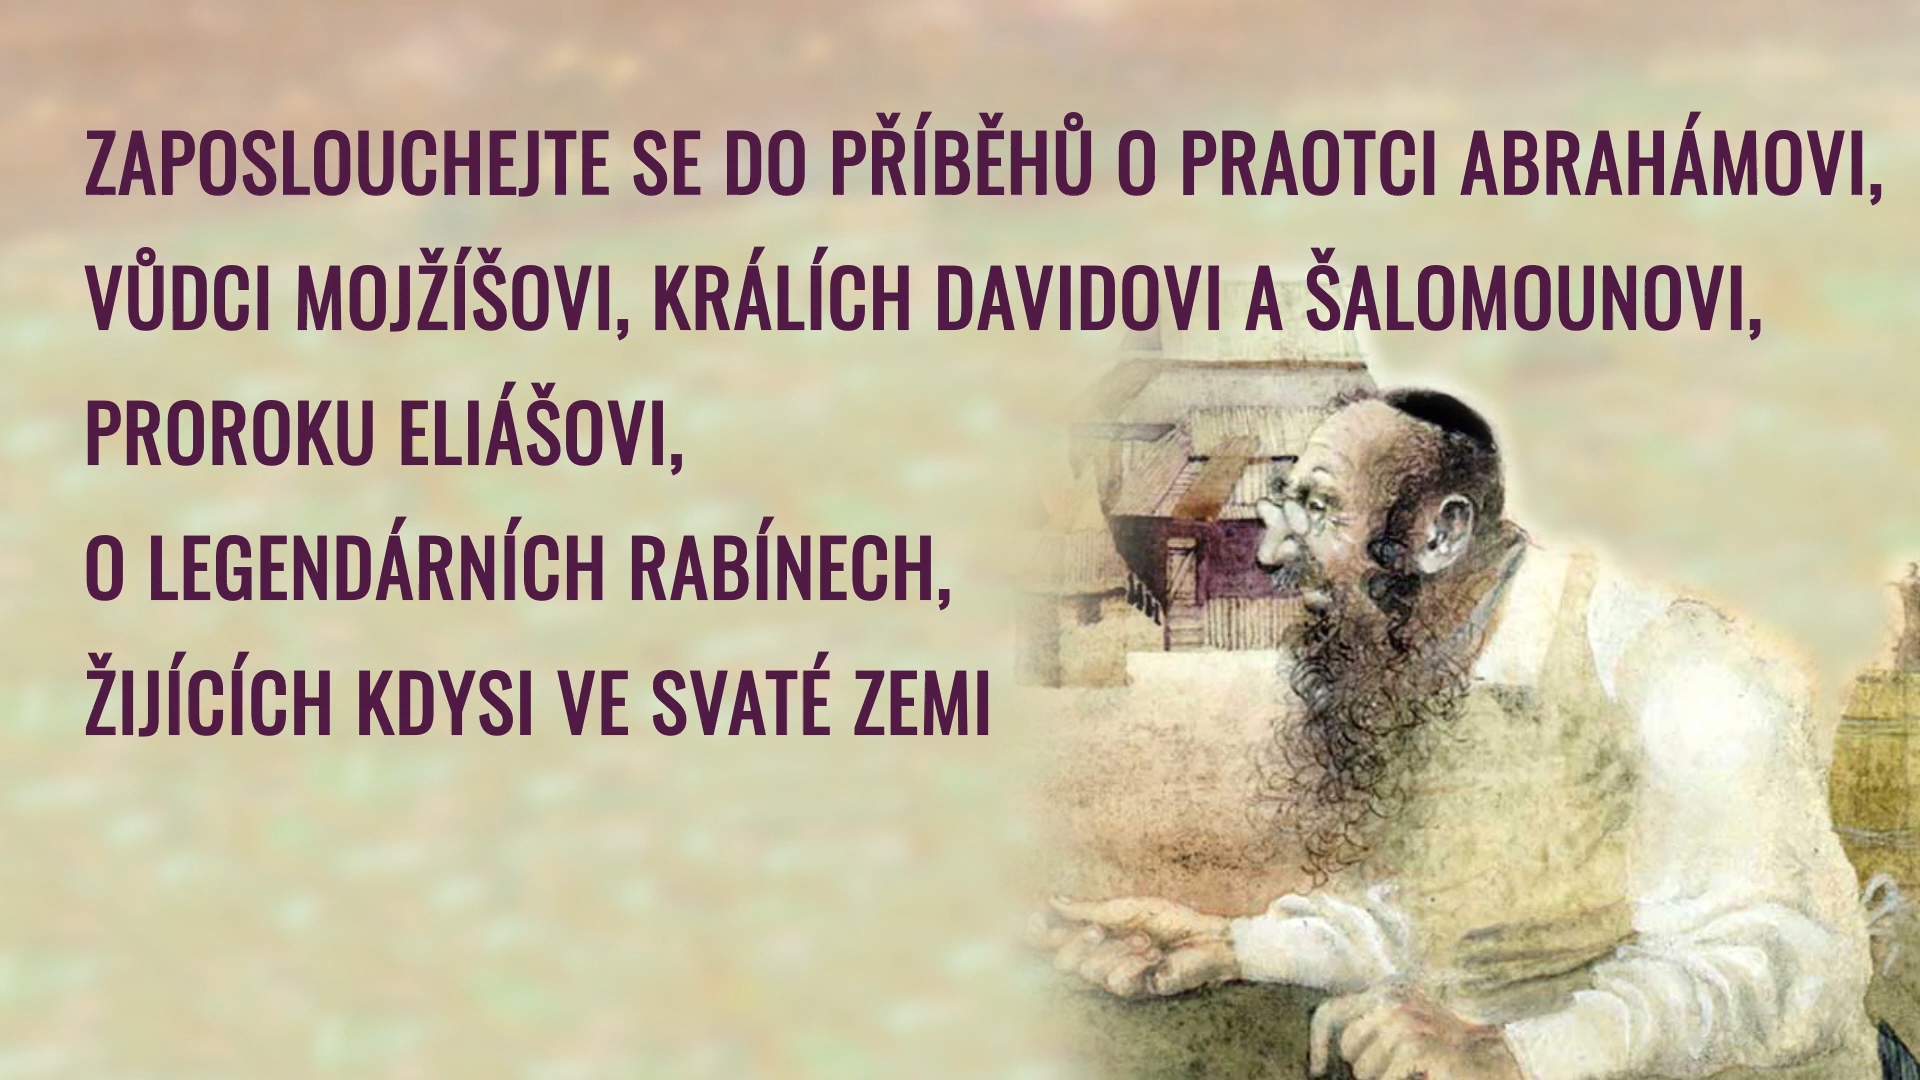 ZAPOSLOUCHEJTE SE DO PŘÍBĚHŮ O PRAOTCI ABRAHÁMOVI,
VŮDCI MOJŽÍŠOVI, KRÁLÍCH DAVIDOVI A ŠALOMOUNOVI,
PROROKU ELIÁŠOVI,
O LEGENDÁRNÍCH RABÍNECH,
ŽIJÍCÍCH KDYSI VE SVATÉ ZEMI